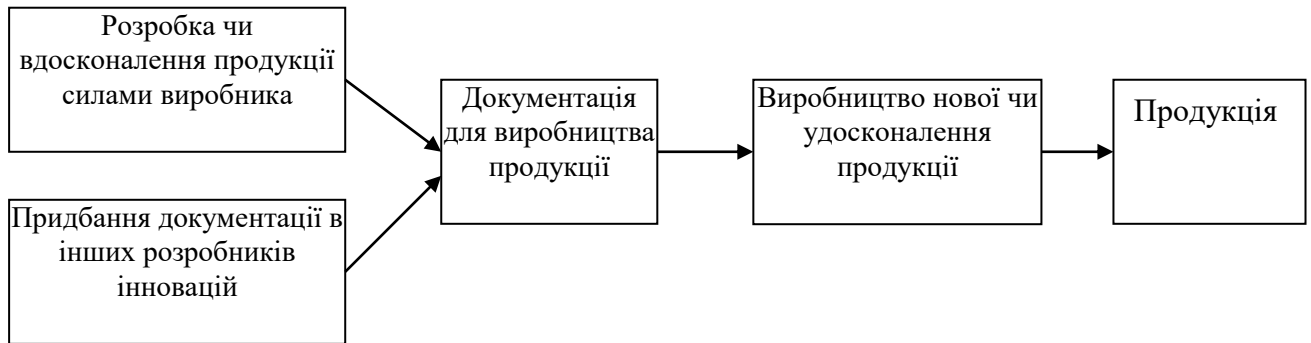 Розробка чи
вдосконалення продукції
силами виробника
Придбання документації в
інших розробників
інновацій
Документація
для виробництва
продукції
Виробництво нової чи
удосконалення
продукції
Продукція